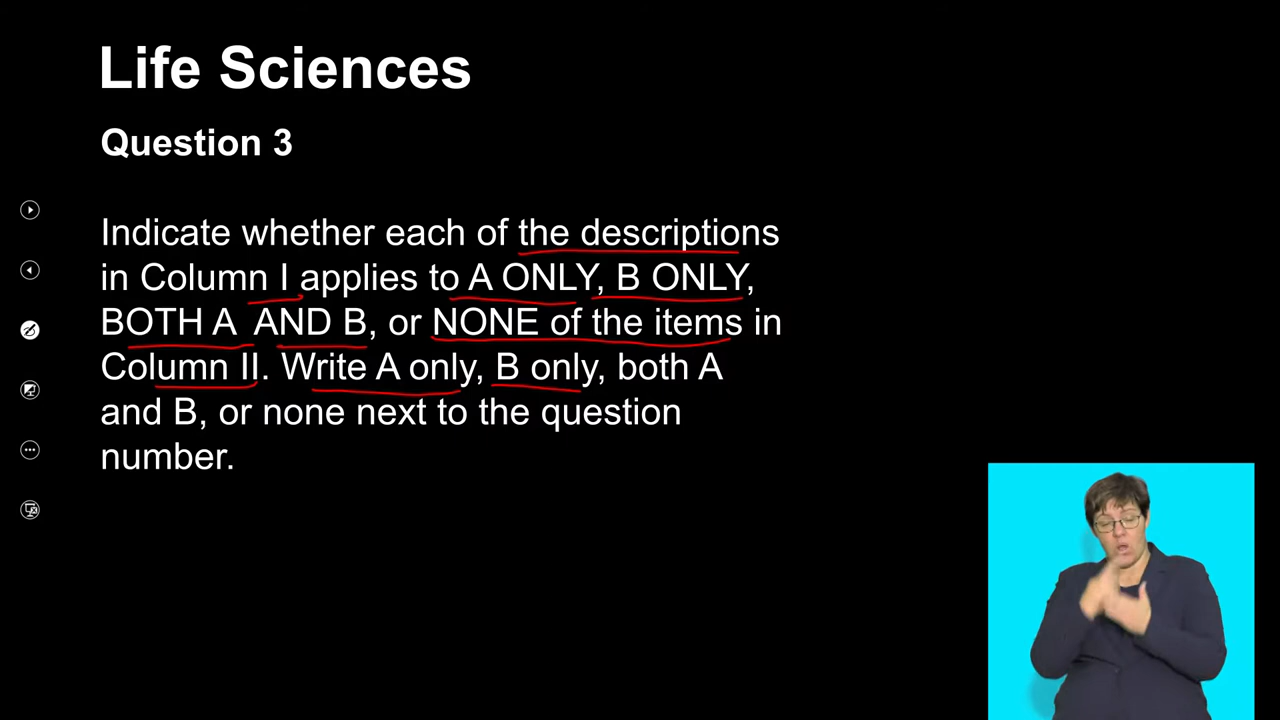 Life Sciences
Question 3
Indicate whether each of the descriptions
in Column I applies to A ONLY, B ONLY,
BOTH A AND B, or NONE of the items in
Column II. Write A only, B only, both A
and B, or none next to the question
number.